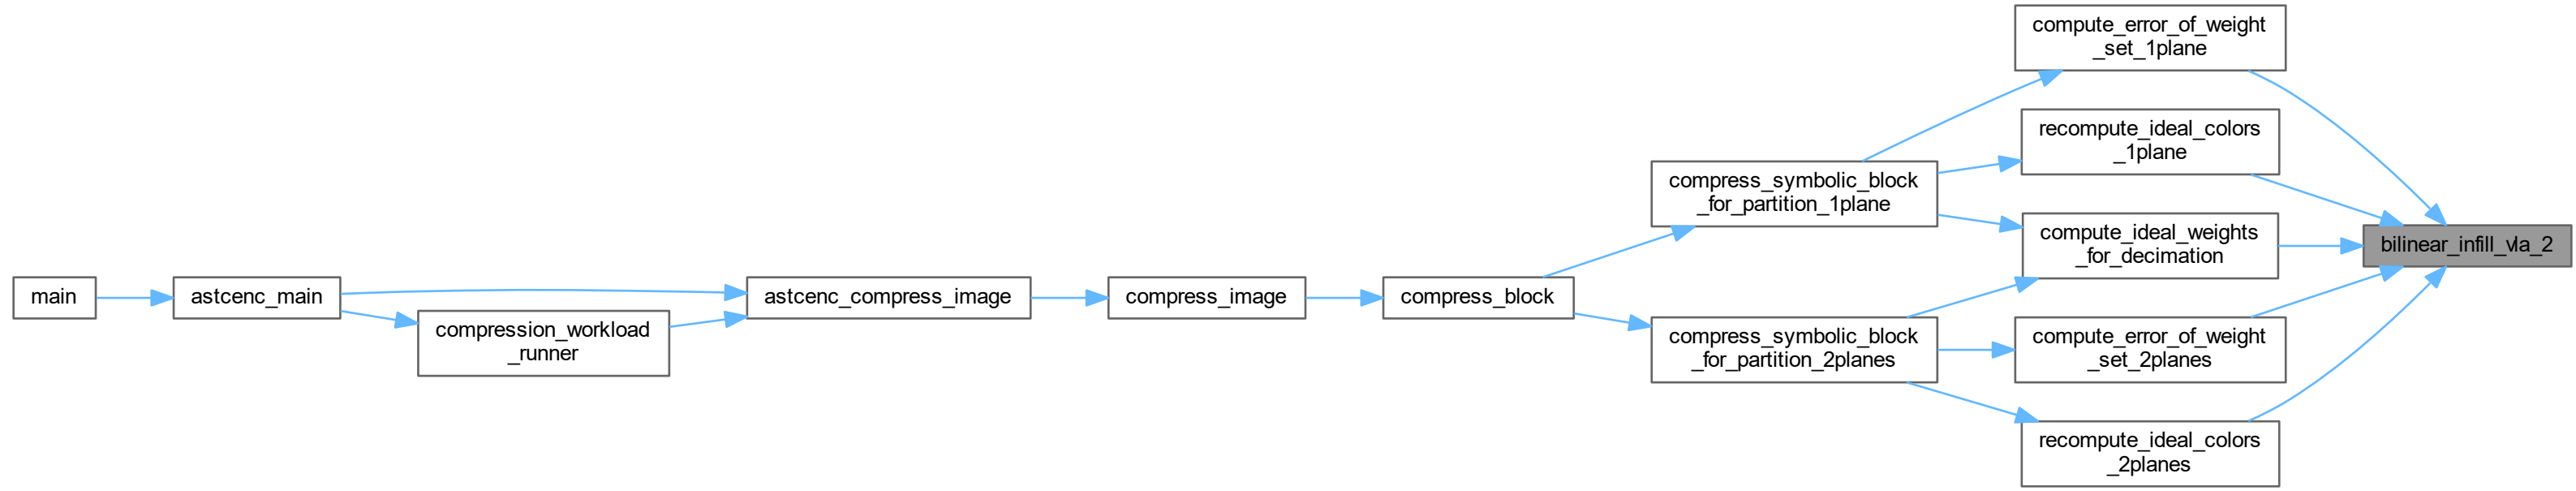 main
astcenc_main
compression_workload
_runner
astcenc_compress_image
compress_image
compress_block
compress_symbolic_block
_for_partition_1plane
compress_symbolic_block
_for_partition_2planes
compute_error_of_weight
_set_1plane
recompute_ideal_colors
_1plane
compute_ideal_weights
_for_decimation
compute_error_of_weight
_set_2planes
recompute_ideal_colors
_2planes
bilinear_infill_vla_2